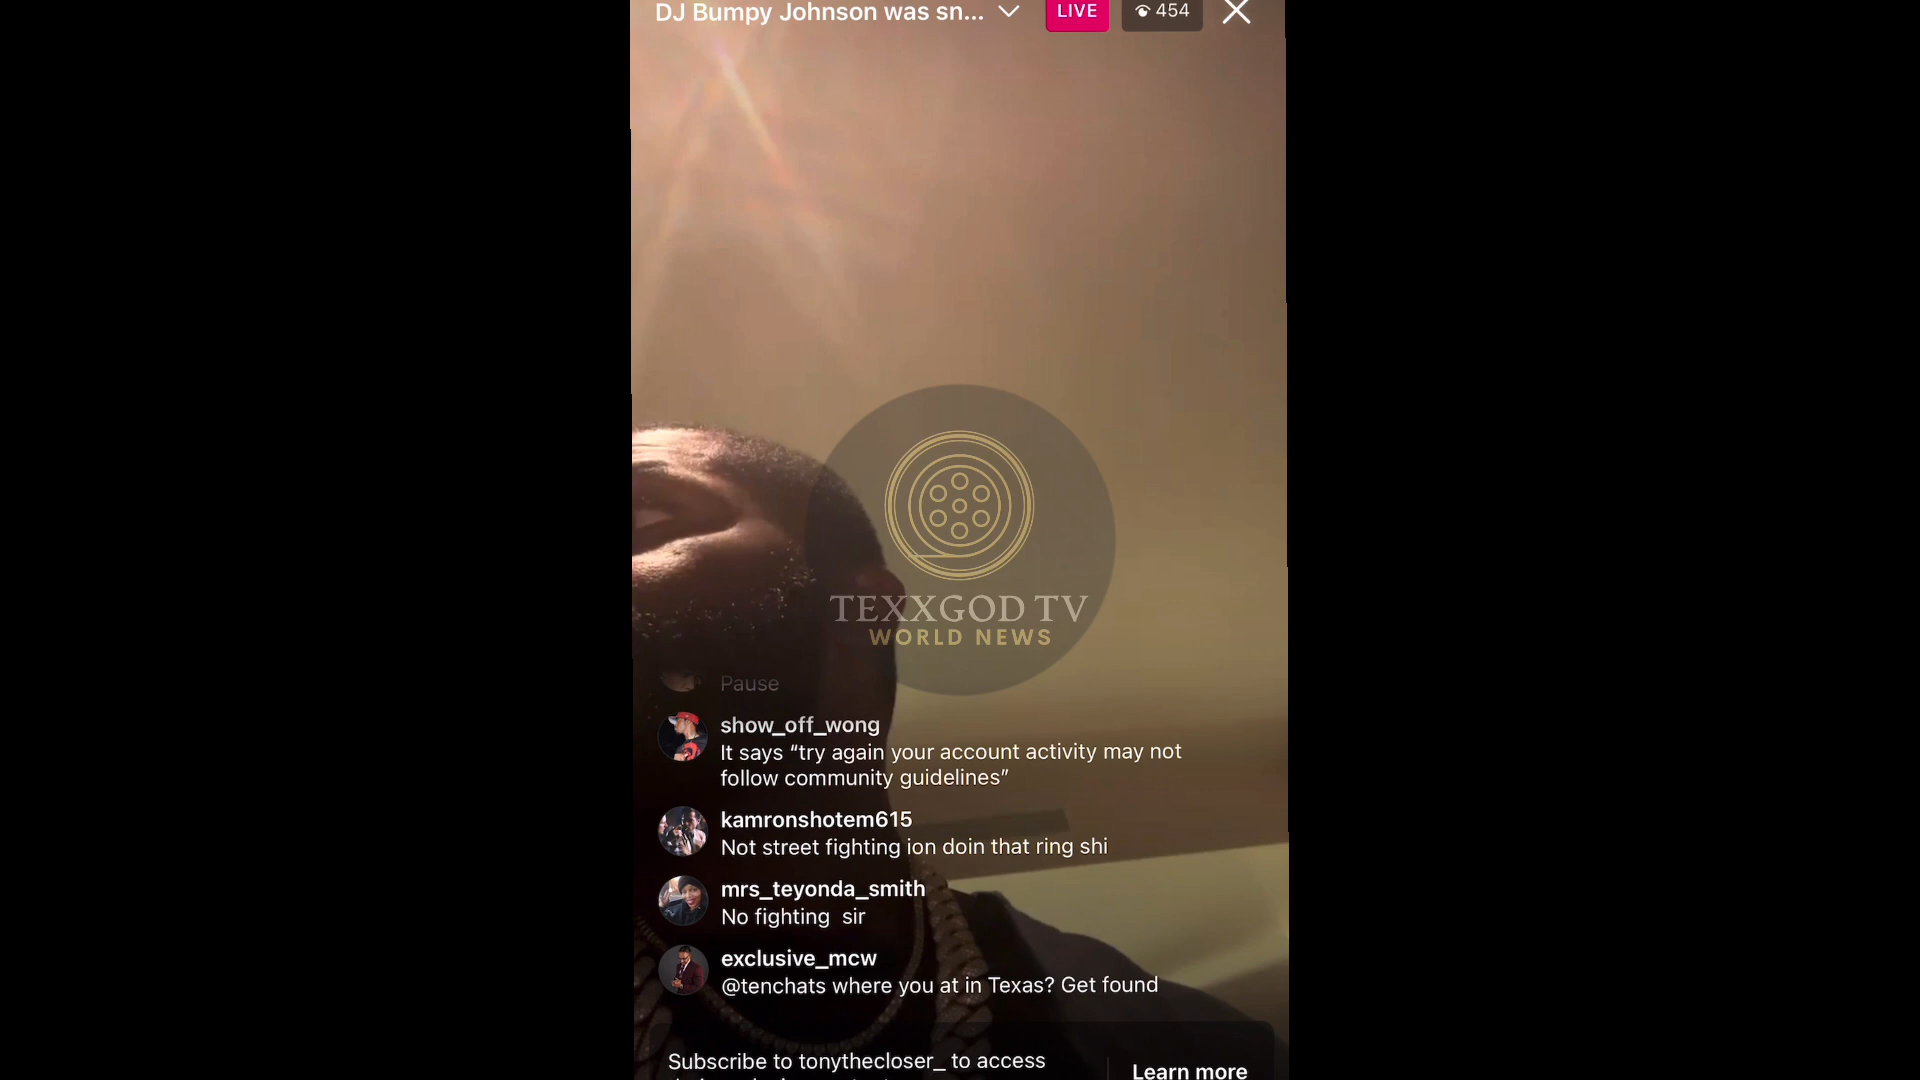 DJ Bumpy Johnson was sn...
LIVE
454
TEXXGOD TV
WORLD NEWS
Pause
show_off_wong
It says “try again your account activity may not
follow community guidelines”
kamronshotem615
Not street fighting ion doin that ring shi
mrs_teyonda_smith
No fighting sir
exclusive_mcw
@tenchats where you at in Texas? Get found
Subscribe to tonythecloser_ to access
Learn more